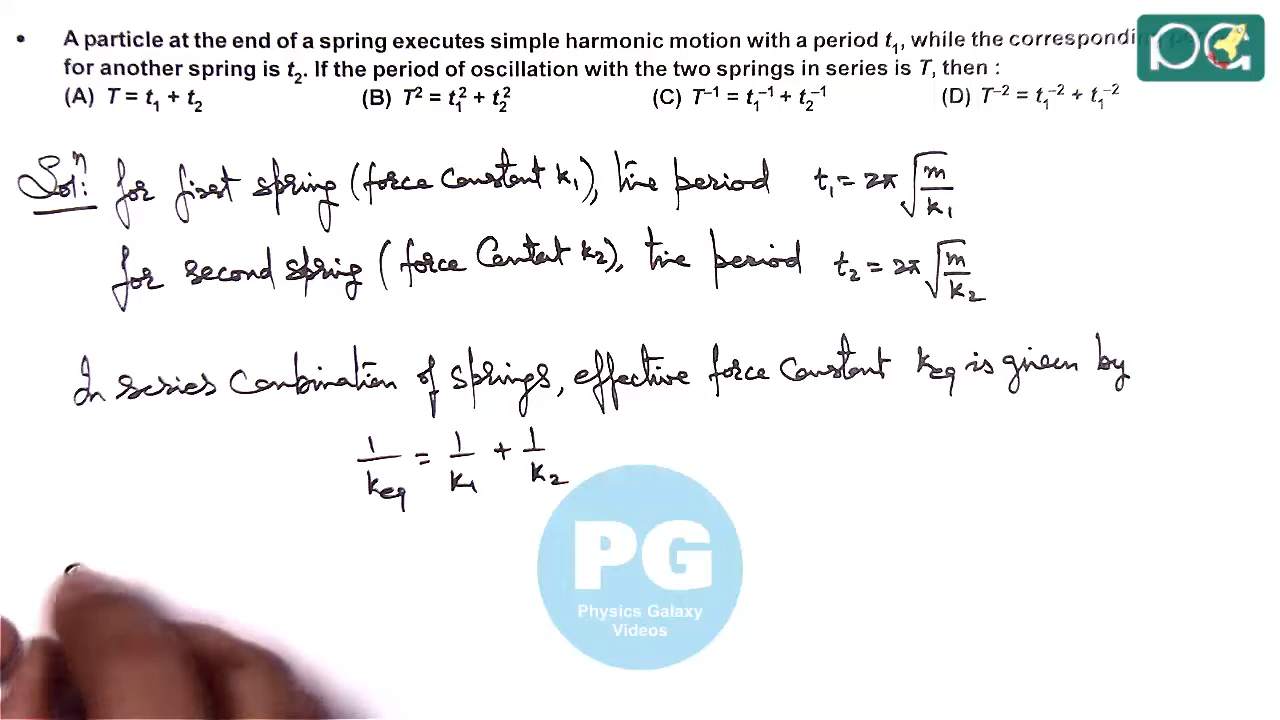 • A particle at the end of a spring executes simple harmonic motion with a period t₁, while the corresponding
for another spring is t₂. If the period of oscillation with the two springs in series is T, then :
(A) T = t₁ + t₂ (B) T² = t₁² + t₂² (C) T⁻¹ = t₁⁻¹ + t₂⁻¹ (D) T⁻² = t₁⁻² + t₁⁻²
PG
Solⁿ: for first spring (force Constant k₁), time period t₁ = 2π √(m/k₁)
for second spring (force Constant k₂), time period t₂ = 2π √(m/k₂)
In series Combination of springs, effective force Constant keq is given by
1/keq = 1/k₁ + 1/k₂
PG
Physics Galaxy
Videos